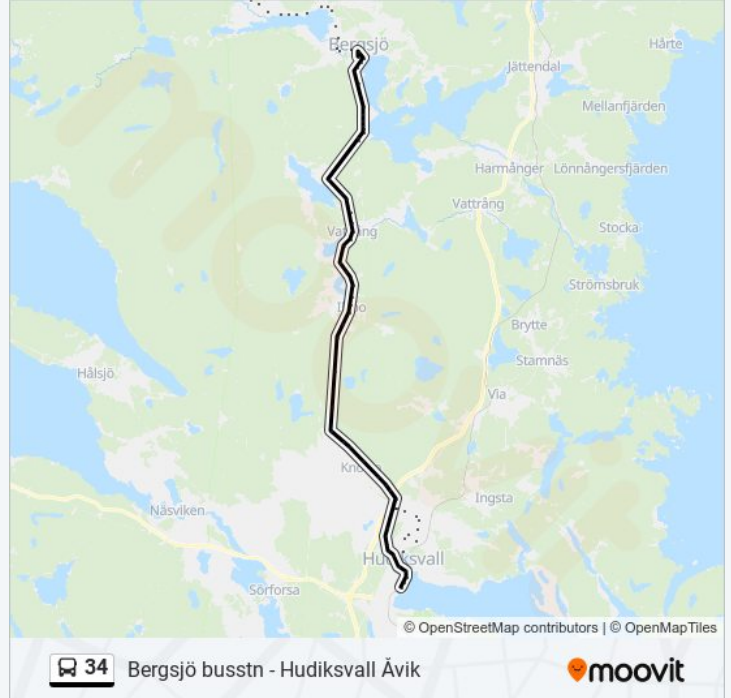 Bergsjö
Hårte
Jättendal
Mellanfjärden
Harmånger
Lönnångersfjärden
Vattrång
Stocka
Strömsbruk
Brytte
Stamnäs
Hålsjö
Via
Ingsta
Näsviken
Hudiksvall
Sörforsa
© OpenStreetMap contributors | © OpenMapTiles
34 Bergsjö busstn - Hudiksvall Åvik
moovit